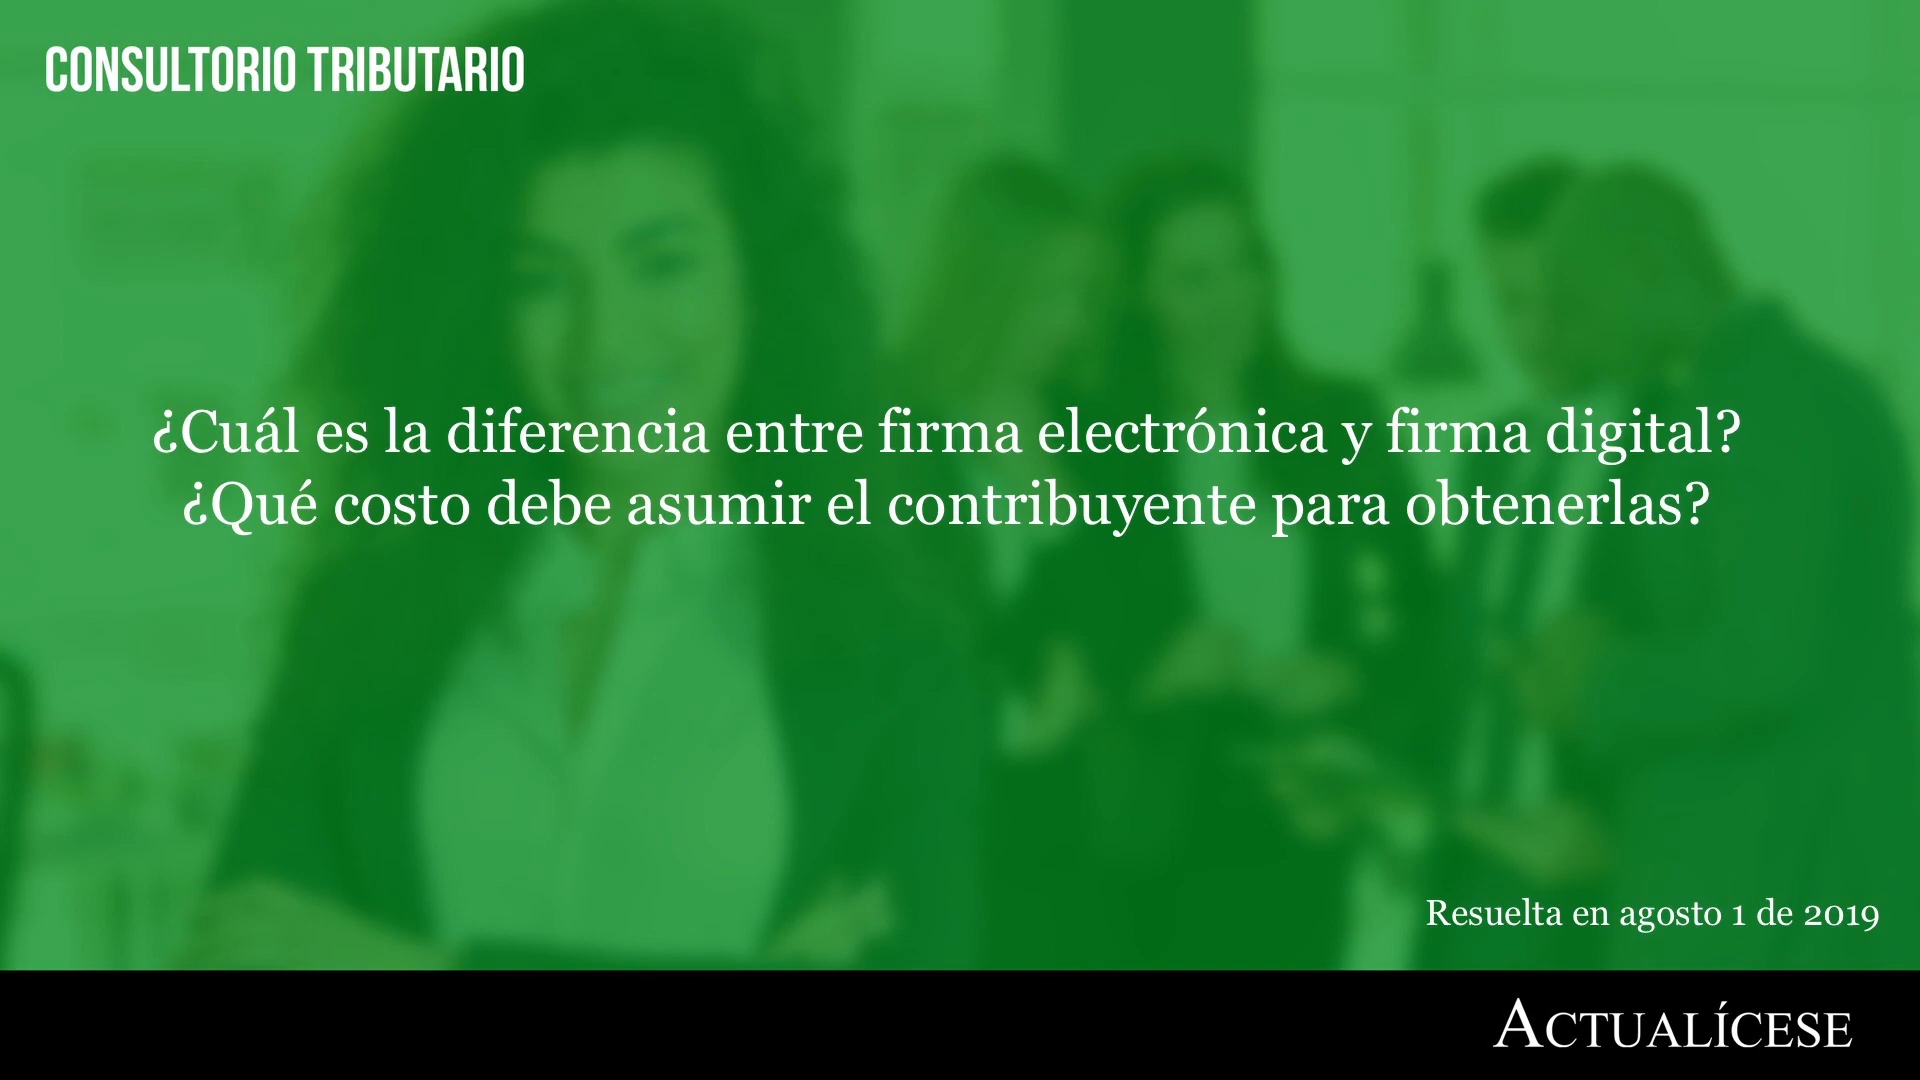 CONSULTORIO TRIBUTARIO
¿Cuál es la diferencia entre firma electrónica y firma digital?
¿Qué costo debe asumir el contribuyente para obtenerlas?
Resuelta en agosto 1 de 2019
ACTUALÍCESE